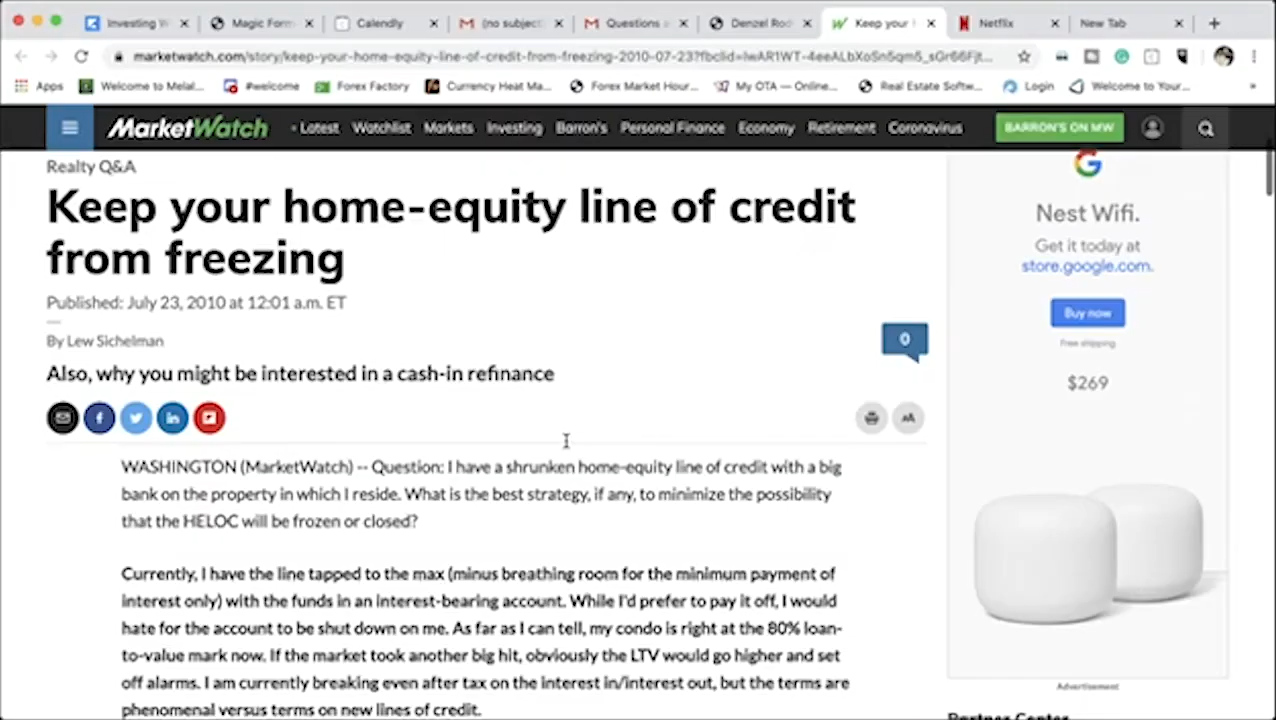 Investing W
Magic Form
Calendly
(no subject
Questions a
Denzel Rod
Keep your h
Netflix
New Tab
marketwatch.com/story/keep-your-home-equity-line-of-credit-from-freezing-2010-07-23?fbclid=
Apps
Welcome to Melal...
#welcome
Forex Factory
Currency Heat Ma...
Forex Market Hour...
My OTA — Online...
Real Estate Softw...
Login
Welcome to Your...
MarketWatch
Latest
Watchlist
Markets
Investing
Barron's
Personal Finance
Economy
Retirement
Coronavirus
BARRON'S ON MW
Realty Q&A
Keep your home-equity line of credit
from freezing
Published: July 23, 2010 at 12:01 a.m. ET
By Lew Sichelman
0
Also, why you might be interested in a cash-in refinance
AA
WASHINGTON (MarketWatch) -- Question: I have a shrunken home-equity line of credit with a big
bank on the property in which I reside. What is the best strategy, if any, to minimize the possibility
that the HELOC will be frozen or closed?
Currently, I have the line tapped to the max (minus breathing room for the minimum payment of
interest only) with the funds in an interest-bearing account. While I'd prefer to pay it off, I would
hate for the account to be shut down on me. As far as I can tell, my condo is right at the 80% loan-
to-value mark now. If the market took another big hit, obviously the LTV would go higher and set
off alarms. I am currently breaking even after tax on the interest in/interest out, but the terms are
phenomenal versus terms on new lines of credit.
Nest Wifi.
Get it today at
store.google.com.
Buy now
Free shipping
$269
Advertisement
Partner Center